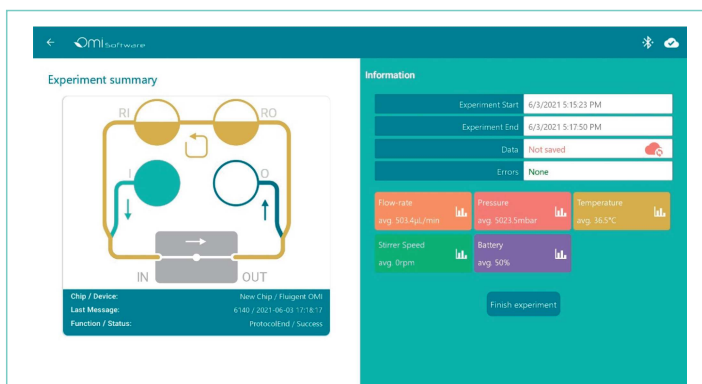 Omi Software
Experiment summary
RI
RO
I
O
IN
OUT
Chip / Device: New Chip / Fluigent OMI
Last Message: 6140 / 2021-06-03 17:18:17
Function / Status: ProtocolEnd / Success
Information
Experiment Start 6/3/2021 5:15:23 PM
Experiment End 6/3/2021 5:17:50 PM
Data Not saved
Errors None
Flow-rate
avg. 503.4µL/min
Pressure
avg. 5023.5mbar
Temperature
avg. 36.5°C
Stirrer Speed
avg. 0rpm
Battery
avg. 50%
Finish experiment